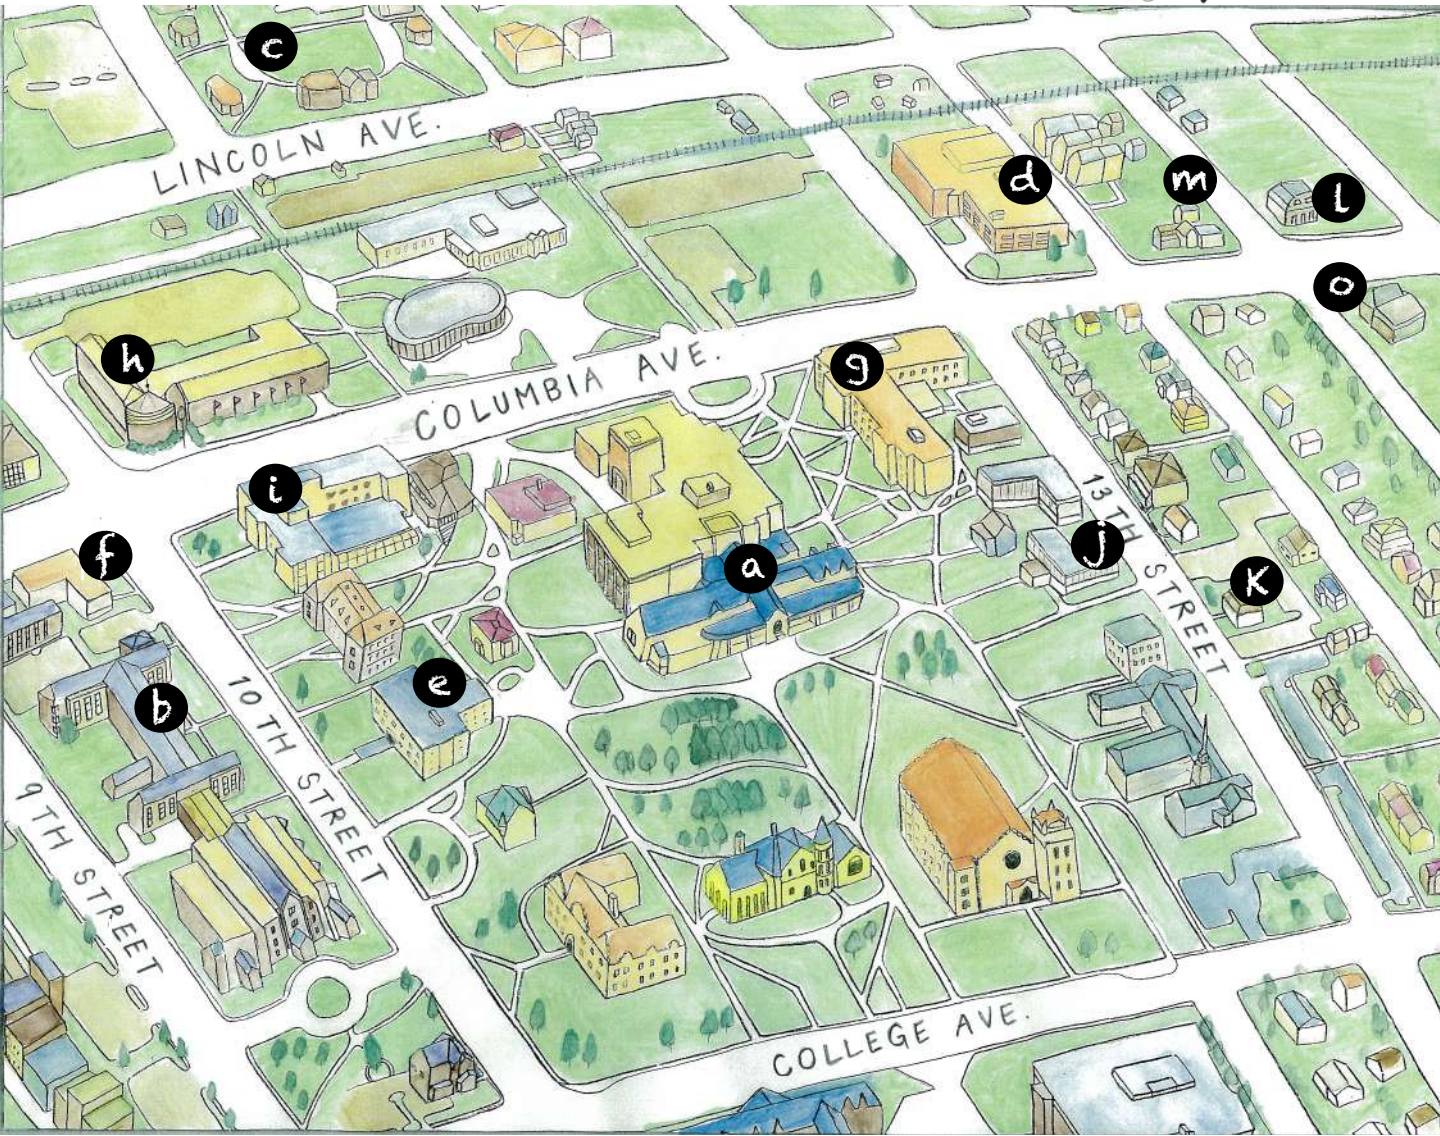 c
LINCOLN AVE.
d
m
l
o
h
g
COLUMBIA AVE.
i
13TH STREET
f
a
j
k
e
b
10TH STREET
9TH STREET
COLLEGE AVE.